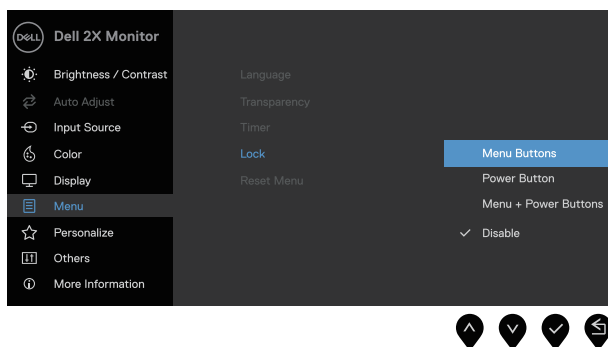 DELL
Dell 2X Monitor
Brightness / Contrast
Auto Adjust
Input Source
Color
Display
Menu
Personalize
Others
More Information
Language
Transparency
Timer
Lock
Reset Menu
Menu Buttons
Power Button
Menu + Power Buttons
Disable